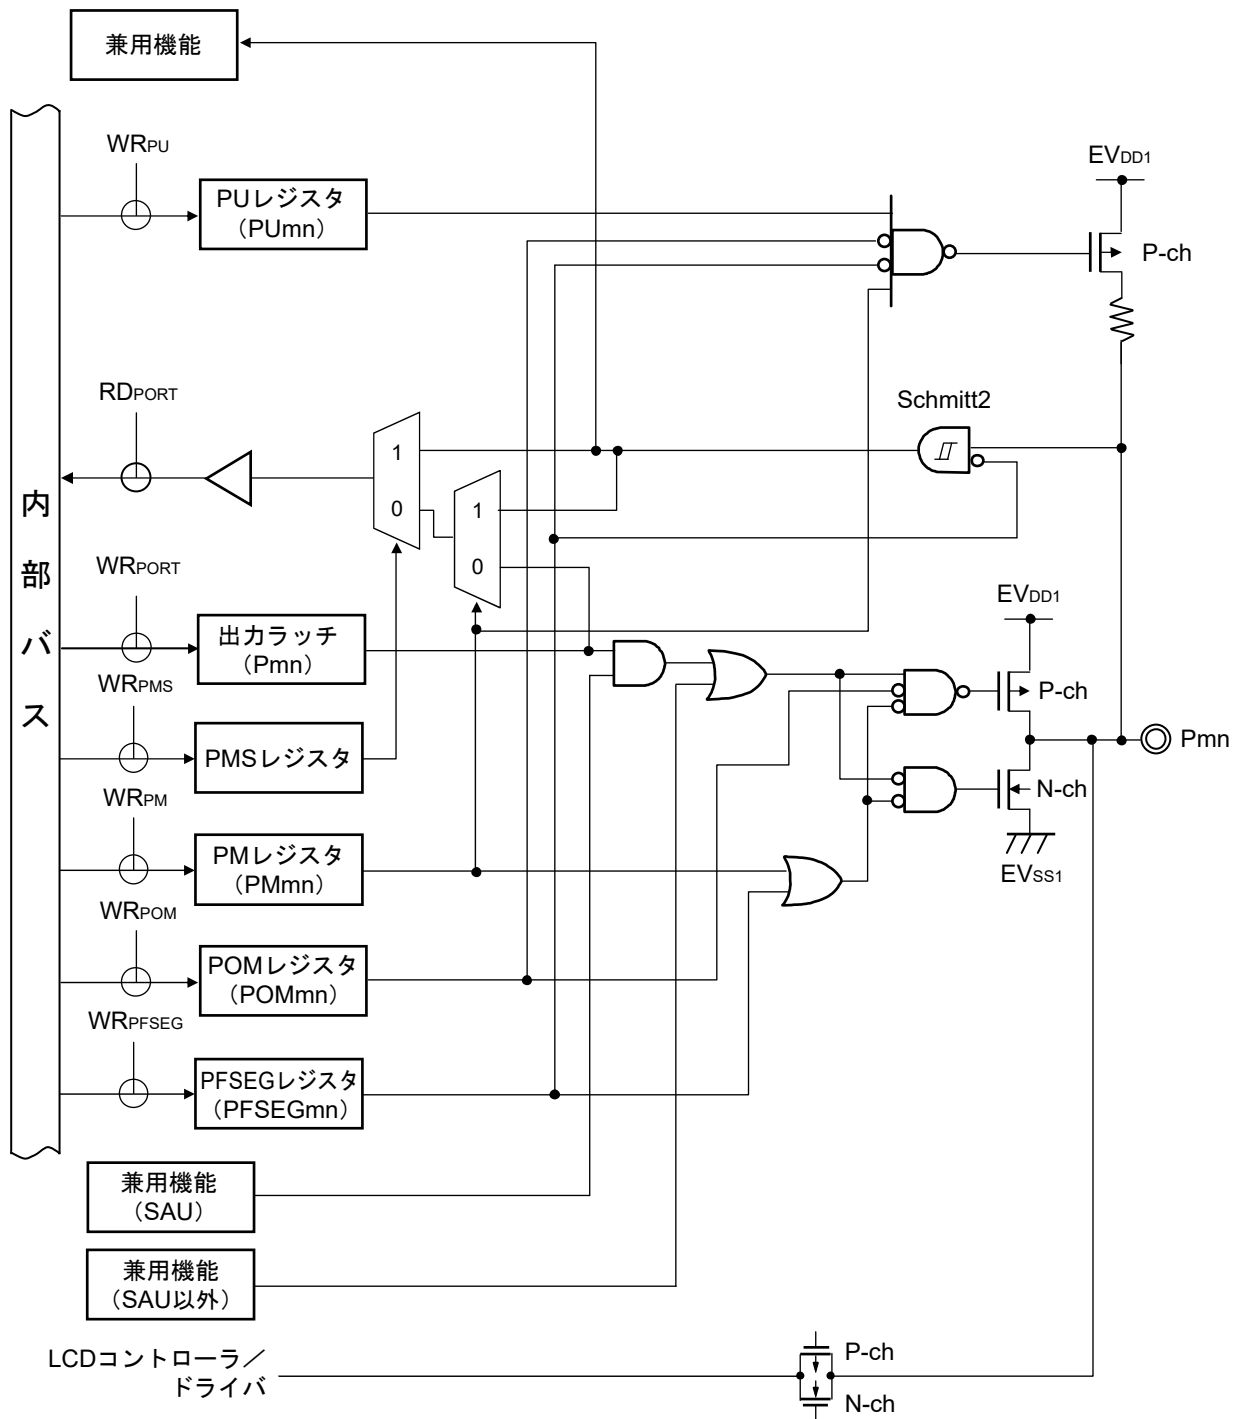 兼用機能
WRPU
PUレジスタ
（PUmn）
EVDD1
P-ch
RDPORT
Schmitt2
1
0
1
0
内部バス
WRPORT
出力ラッチ
（Pmn）
EVDD1
P-ch
WRPMS
PMSレジスタ
Pmn
N-ch
EVSS1
WRPM
PMレジスタ
（PMmn）
WRPOM
POMレジスタ
（POMmn）
WRPFSEG
PFSEGレジスタ
（PFSEGmn）
兼用機能
（SAU）
兼用機能
（SAU以外）
LCDコントローラ／
ドライバ
P-ch
N-ch